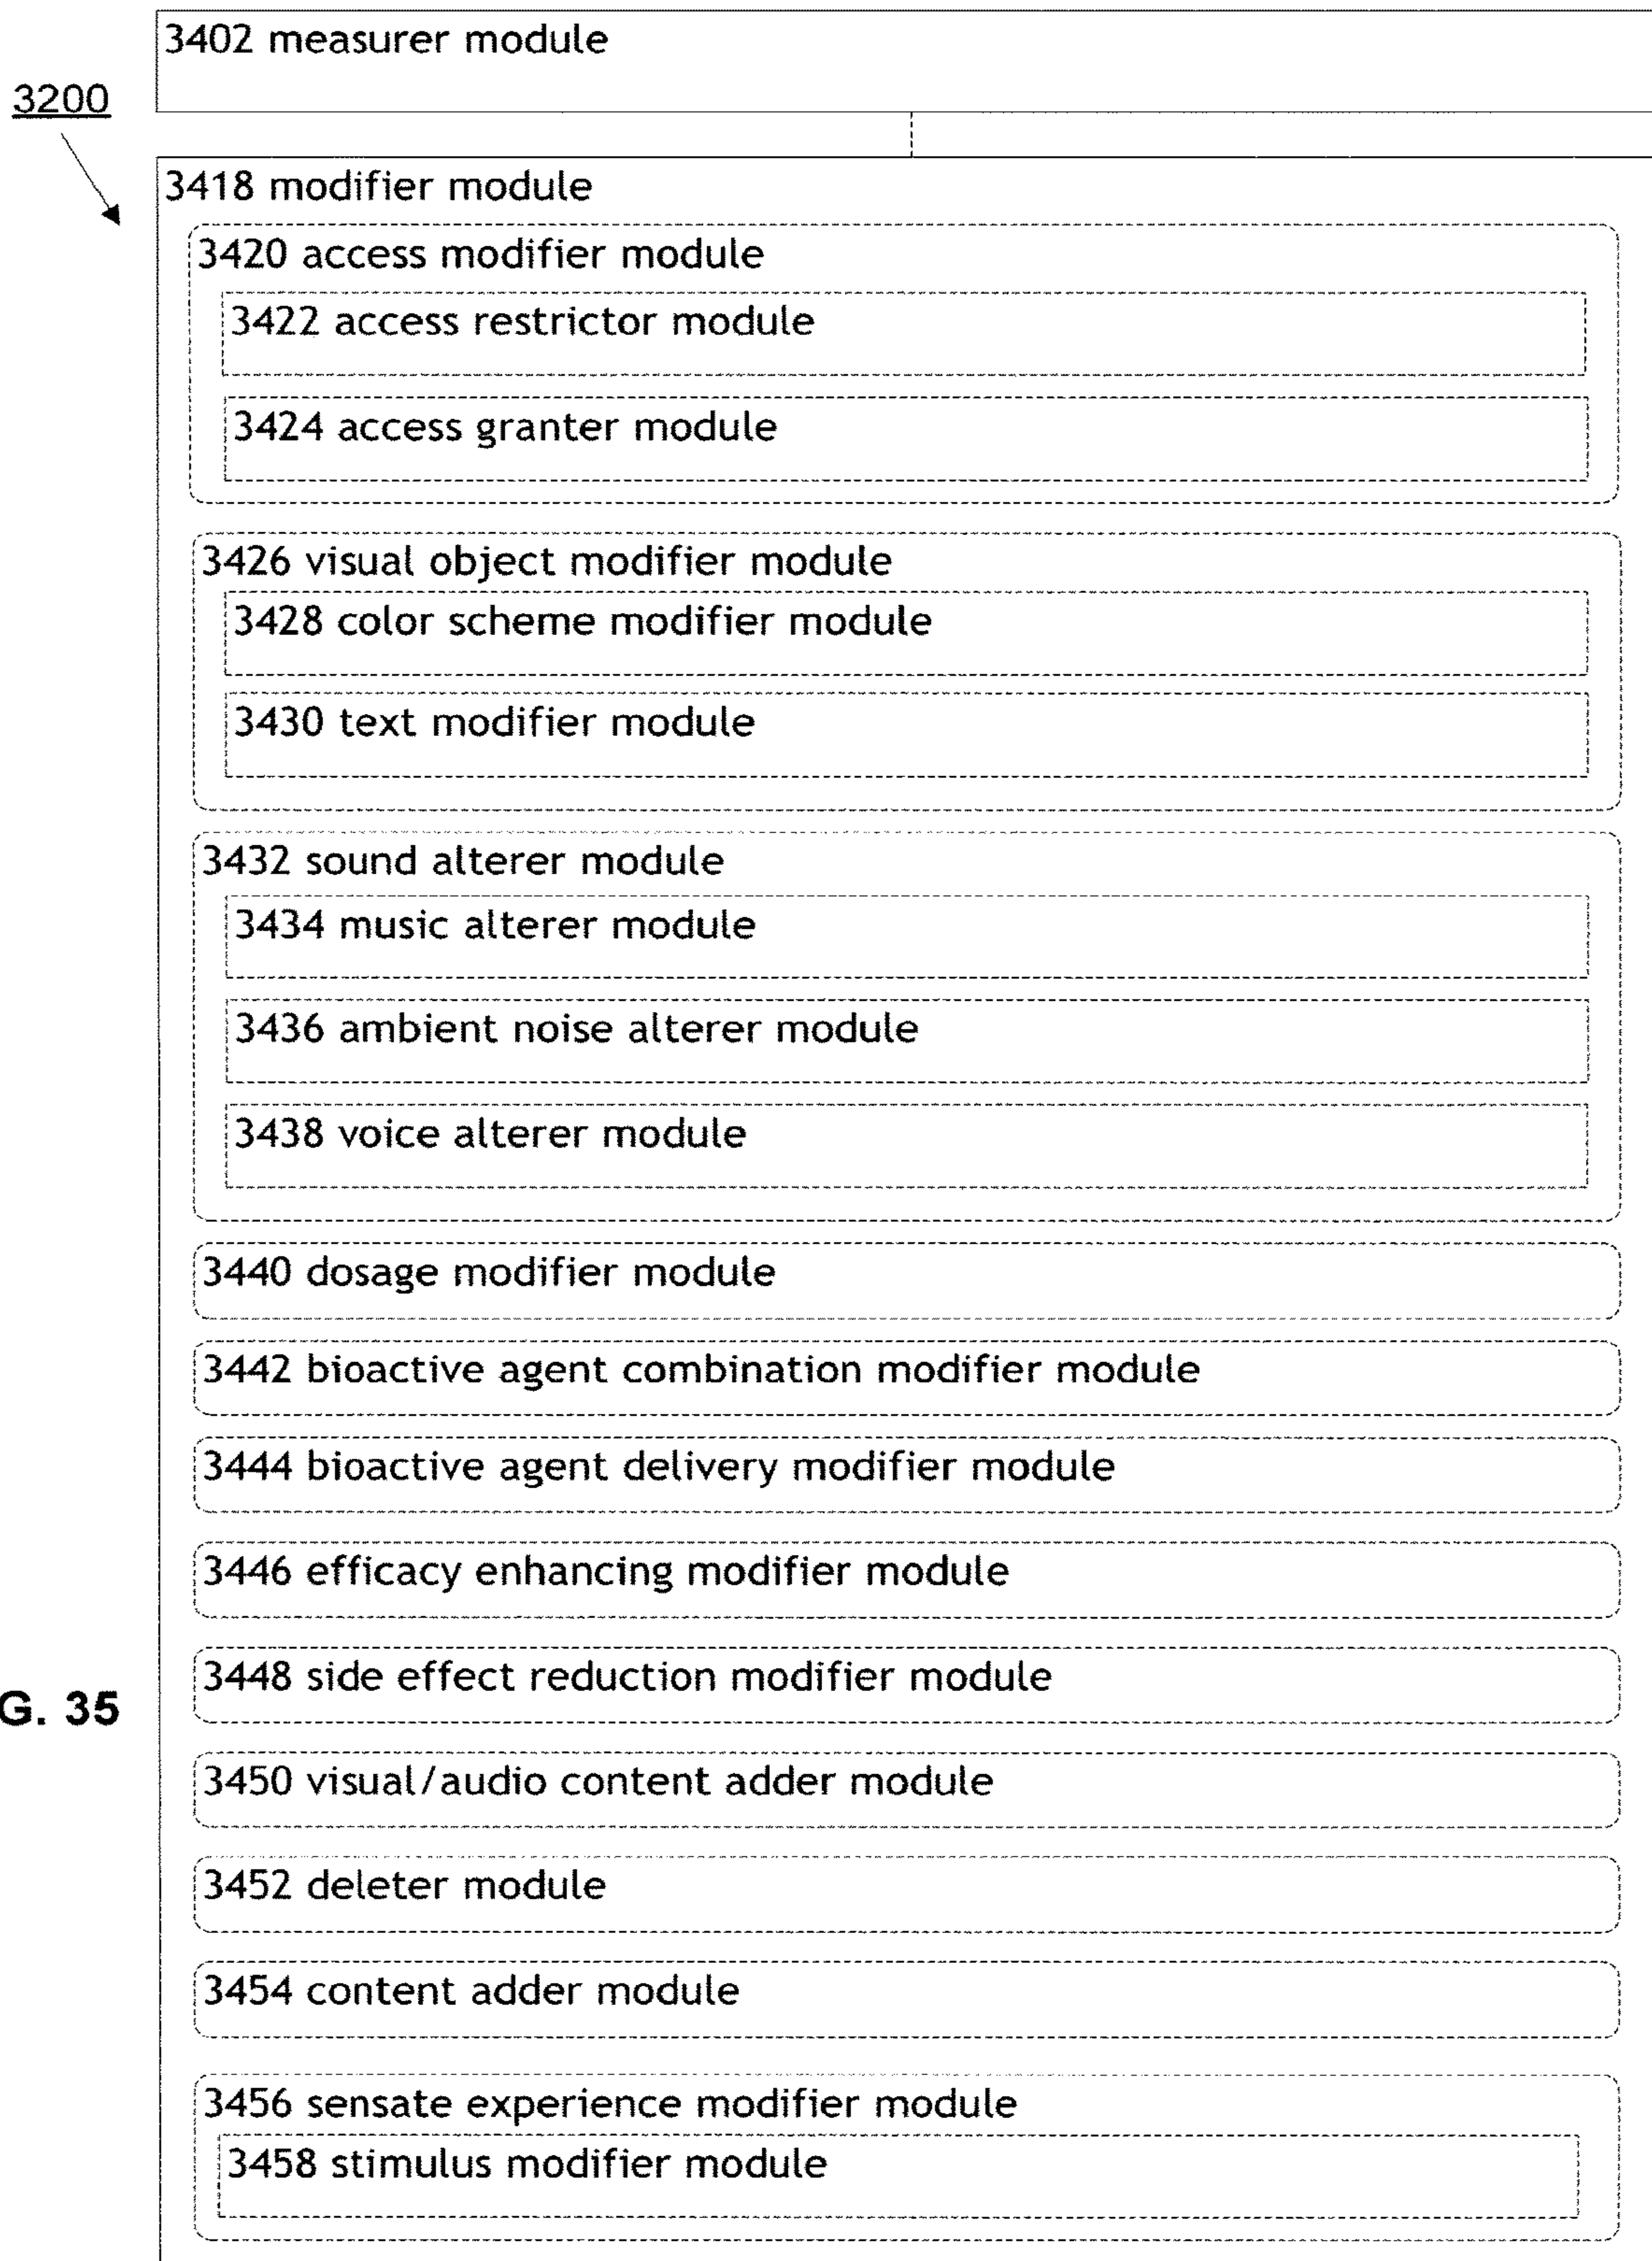 3402 measurer module
3200
3418 modifier module
3420 access modifier module
3422 access restrictor module
3424 access granter module
3426 visual object modifier module
3428 color scheme modifier module
3430 text modifier module
3432 sound alterer module
3434 music alterer module
3436 ambient noise alterer module
3438 voice alterer module
3440 dosage modifier module
3442 bioactive agent combination modifier module
3444 bioactive agent delivery modifier module
3446 efficacy enhancing modifier module
3448 side effect reduction modifier module
G. 35
3450 visual/audio content adder module
3452 deleter module
3454 content adder module
3456 sensate experience modifier module
3458 stimulus modifier module